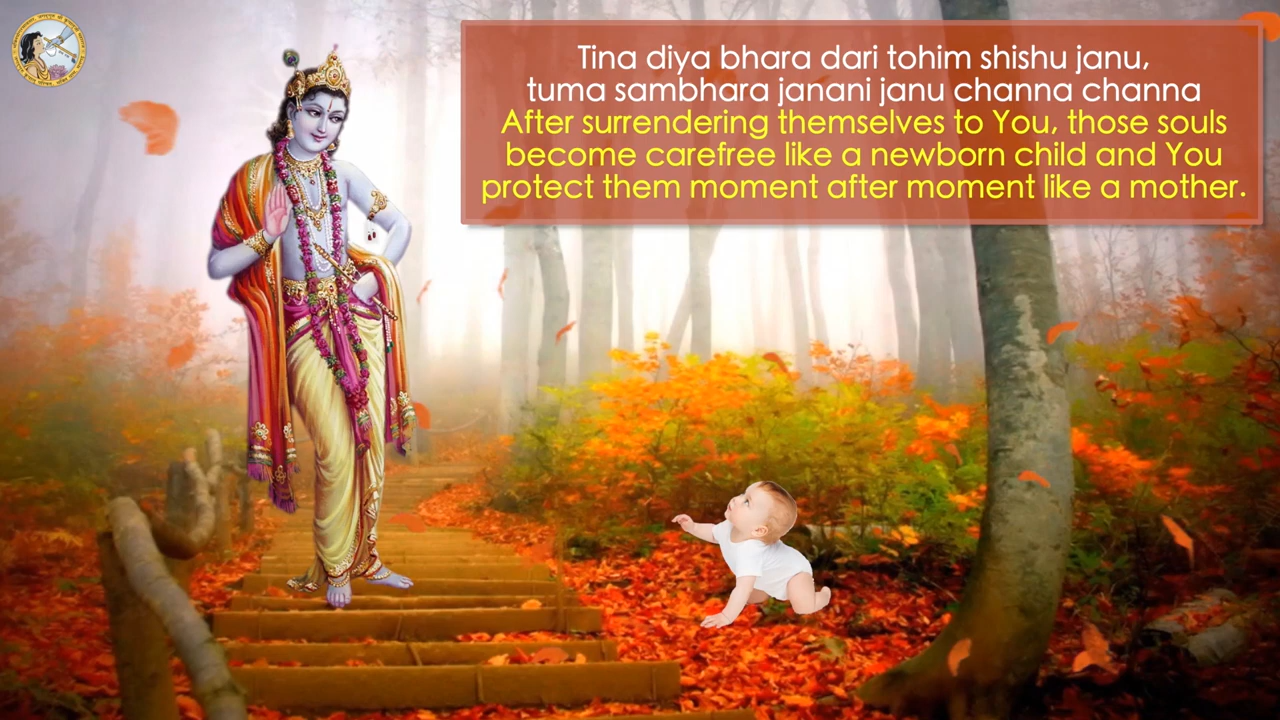 Tina diya bhara dari tohim shishu janu,
tuma sambhara janani janu channa channa
After surrendering themselves to You, those souls
become carefree like a newborn child and You
protect them moment after moment like a mother.